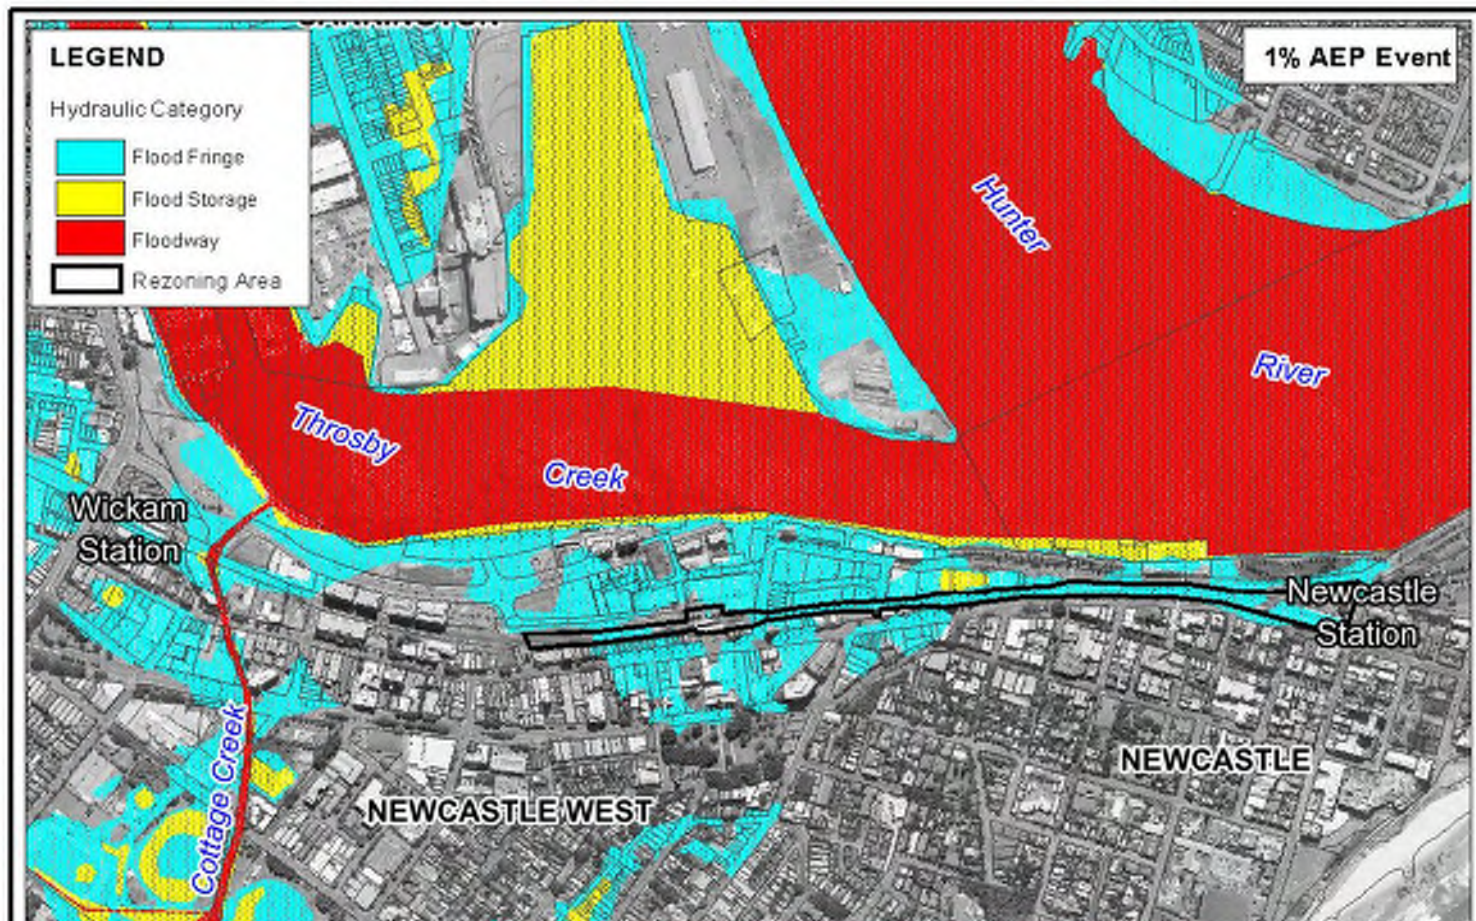 LEGEND
Hydraulic Category
Flood Fringe
Flood Storage
Floodway
Rezoning Area
1% AEP Event
Hunter
River
Throsby
Creek
Wickam
Station
Newcastle
Station
Cottage Creek
NEWCASTLE WEST
NEWCASTLE